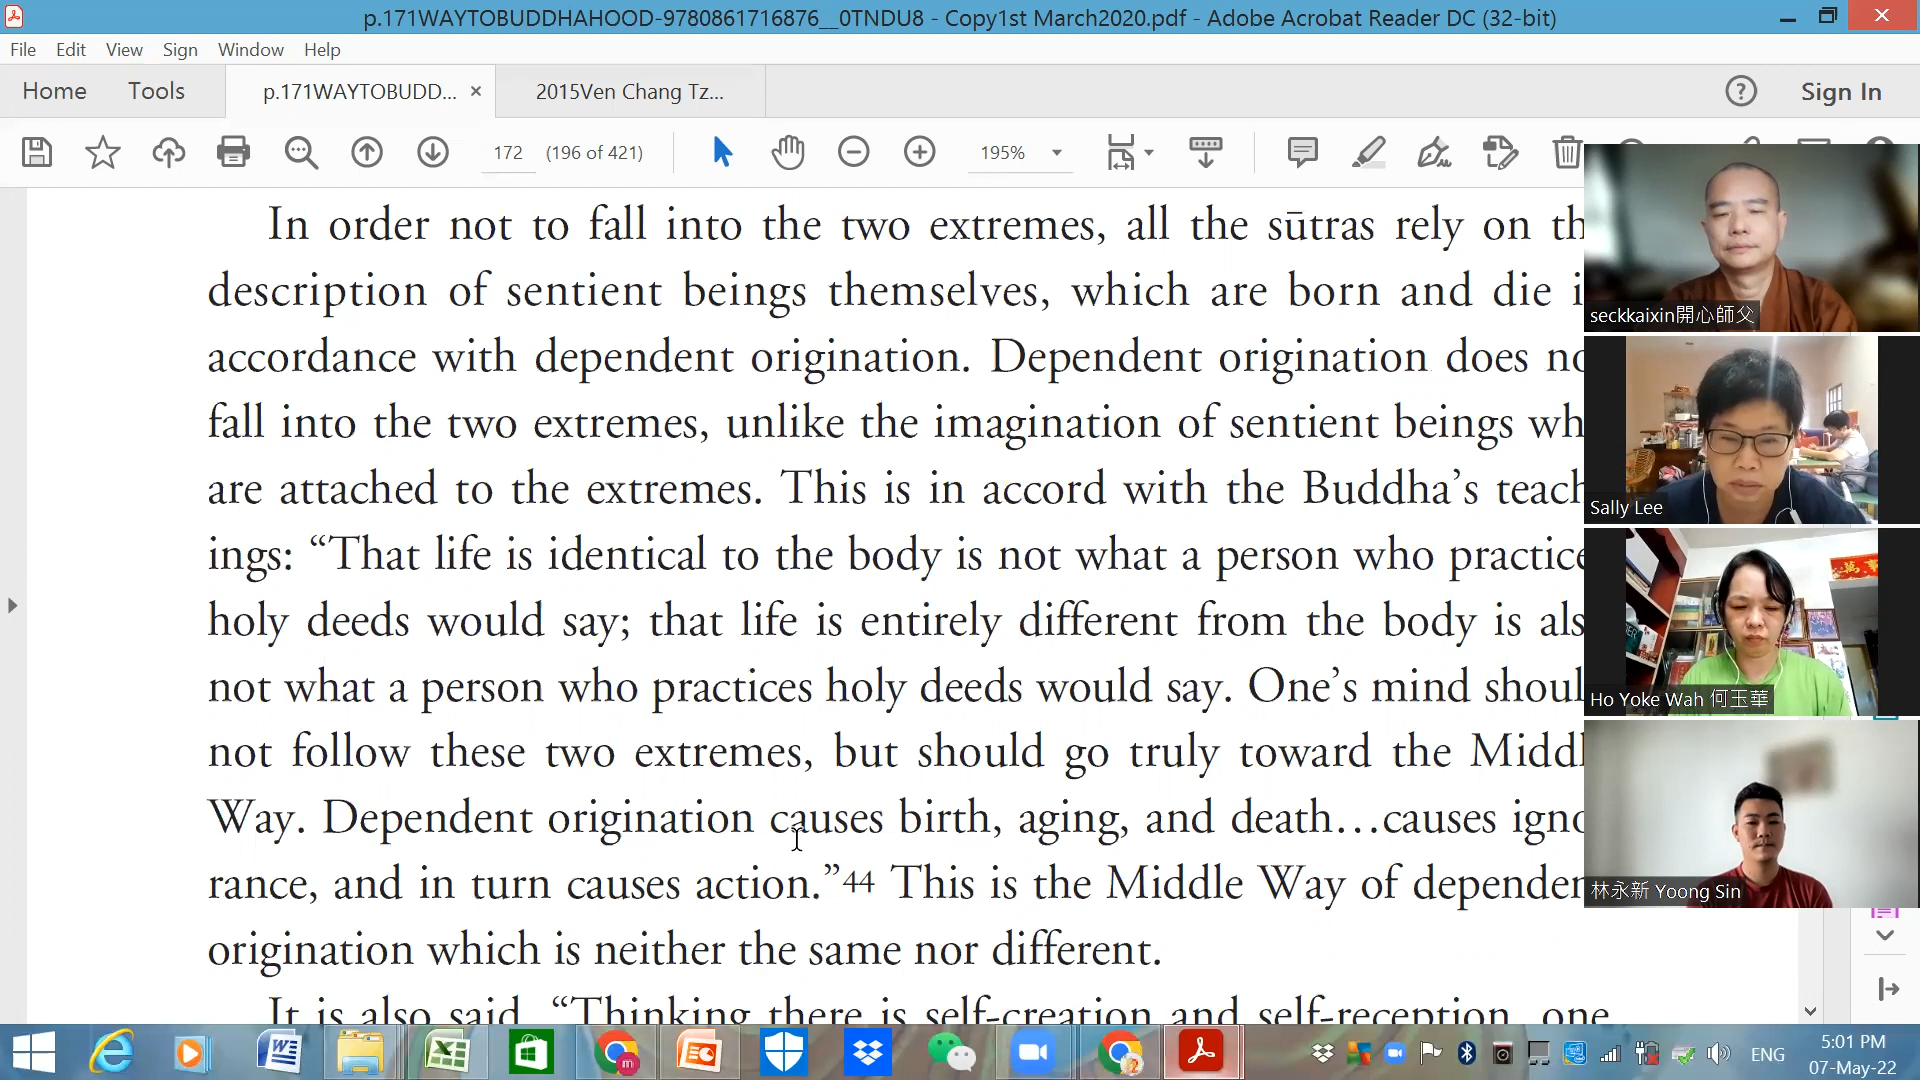 p.171WAYTOBUDDHAHOOD-9780861716876__0TNDU8 - Copy1st March2020.pdf - Adobe Acrobat Reader DC (32-bit)
File Edit View Sign Window Help
Home Tools p.171WAYTOBUDD... × 2015Ven Chang Tz... Sign In
172 (196 of 421) 195%
In order not to fall into the two extremes, all the sūtras rely on th
description of sentient beings themselves, which are born and die i
accordance with dependent origination. Dependent origination does no
fall into the two extremes, unlike the imagination of sentient beings wh
are attached to the extremes. This is in accord with the Buddha’s teach
ings: “That life is identical to the body is not what a person who practice
holy deeds would say; that life is entirely different from the body is als
not what a person who practices holy deeds would say. One’s mind shoul
not follow these two extremes, but should go truly toward the Middl
Way. Dependent origination causes birth, aging, and death…causes igno
rance, and in turn causes action.”44 This is the Middle Way of dependen
origination which is neither the same nor different.
It is also said, “Thinking there is self-creation and self-reception, one
seckkaixin開心師父
Sally Lee
Ho Yoke Wah 何玉華
林永新 Yoong Sin
ENG
5:01 PM
07-May-22